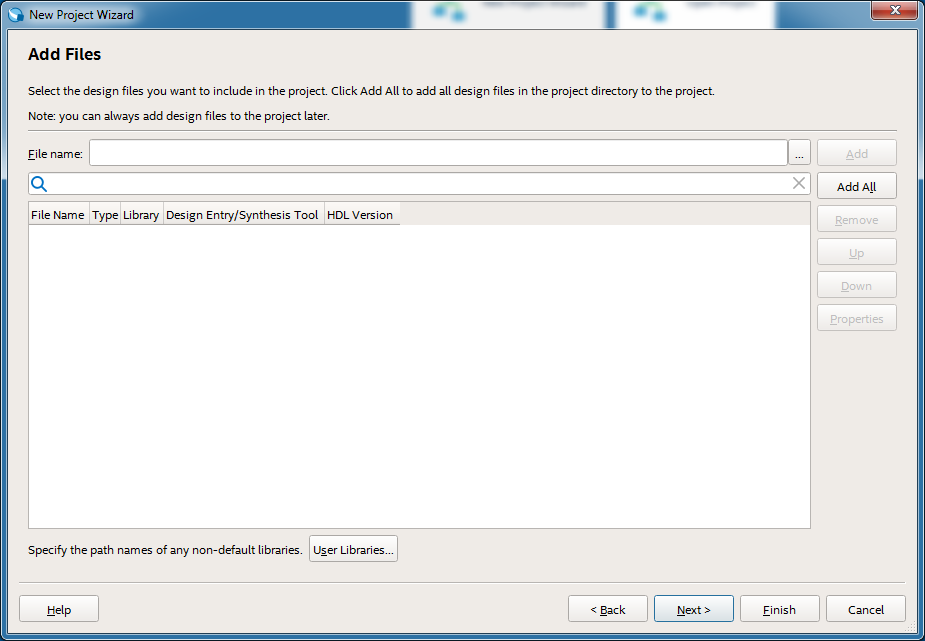 New Project Wizard
Add Files
Select the design files you want to include in the project. Click Add All to add all design files in the project directory to the project.
Note: you can always add design files to the project later.
File name:
...
Add
Add All
File Name Type Library Design Entry/Synthesis Tool HDL Version
Remove
Up
Down
Properties
Specify the path names of any non-default libraries. User Libraries...
Help < Back Next > Finish Cancel